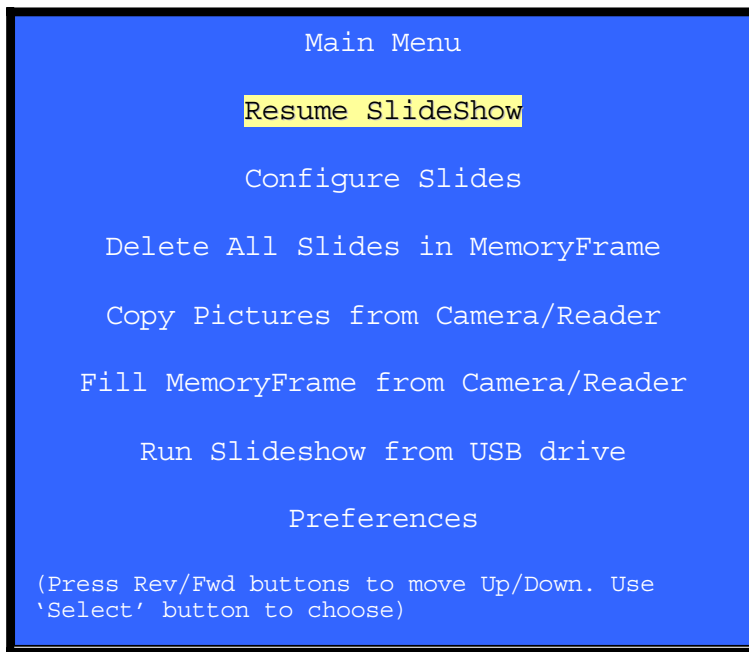 Main Menu
Resume SlideShow
Configure Slides
Delete All Slides in MemoryFrame
Copy Pictures from Camera/Reader
Fill MemoryFrame from Camera/Reader
Run Slideshow from USB drive
Preferences
(Press Rev/Fwd buttons to move Up/Down. Use
‘Select’ button to choose)